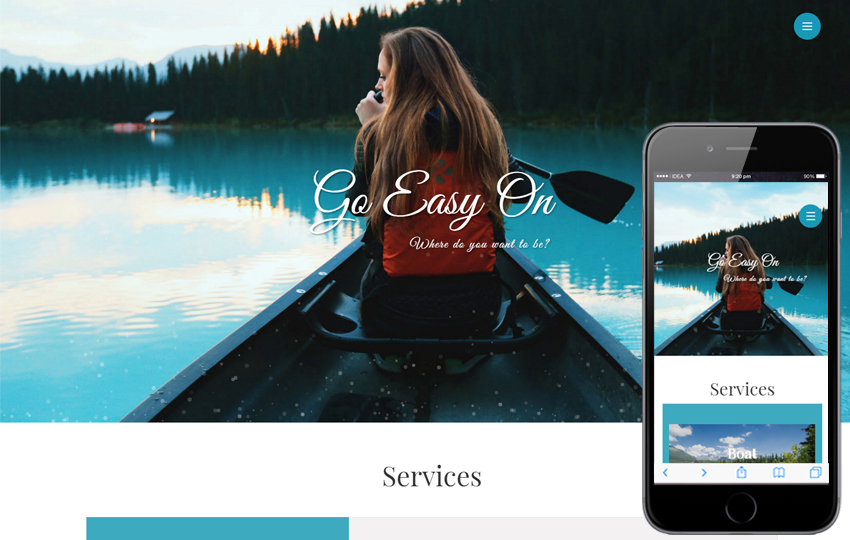 Go Easy On
Where do you want to be?
Services
IDEA
9:20 pm
90%
Go Easy On
Where do you want to be?
Services
Boat